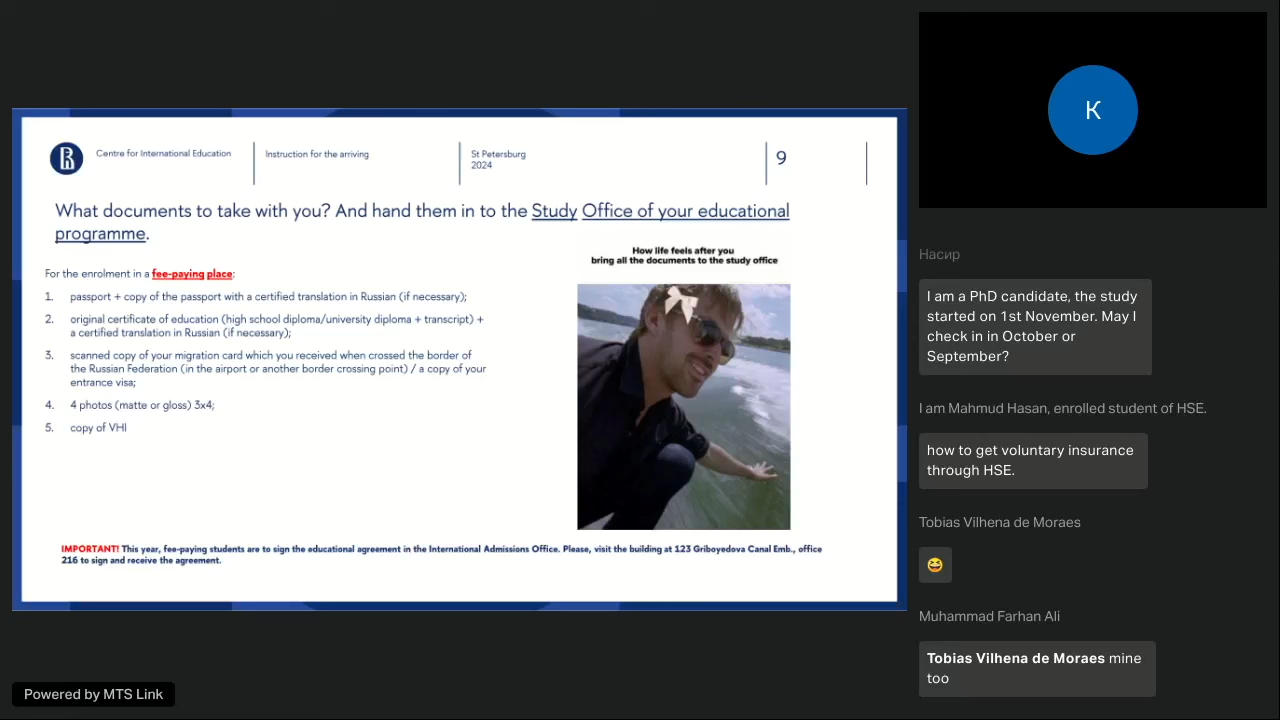 Centre for International Education
Instruction for the arriving
St Petersburg
2024
9
What documents to take with you? And hand them in to the Study Office of your educational
programme.
How life feels after you
bring all the documents to the study office
For the enrolment in a fee-paying place:
1. passport + copy of the passport with a certified translation in Russian (if necessary);
2. original certificate of education (high school diploma/university diploma + transcript) +
a certified translation in Russian (if necessary);
3. scanned copy of your migration card which you received when crossed the border of
the Russian Federation (in the airport or another border crossing point) / a copy of your
entrance visa;
4. 4 photos (matte or gloss) 3x4;
5. copy of VHI
IMPORTANT! This year, fee-paying students are to sign the educational agreement in the International Admissions Office. Please, visit the building at 123 Griboyedova Canal Emb., office
216 to sign and receive the agreement.
Powered by MTS Link
K
Насир
I am a PhD candidate, the study
started on 1st November. May I
check in in October or
September?
I am Mahmud Hasan, enrolled student of HSE.
how to get voluntary insurance
through HSE.
Tobias Vilhena de Moraes
😆
Muhammad Farhan Ali
Tobias Vilhena de Moraes mine
too